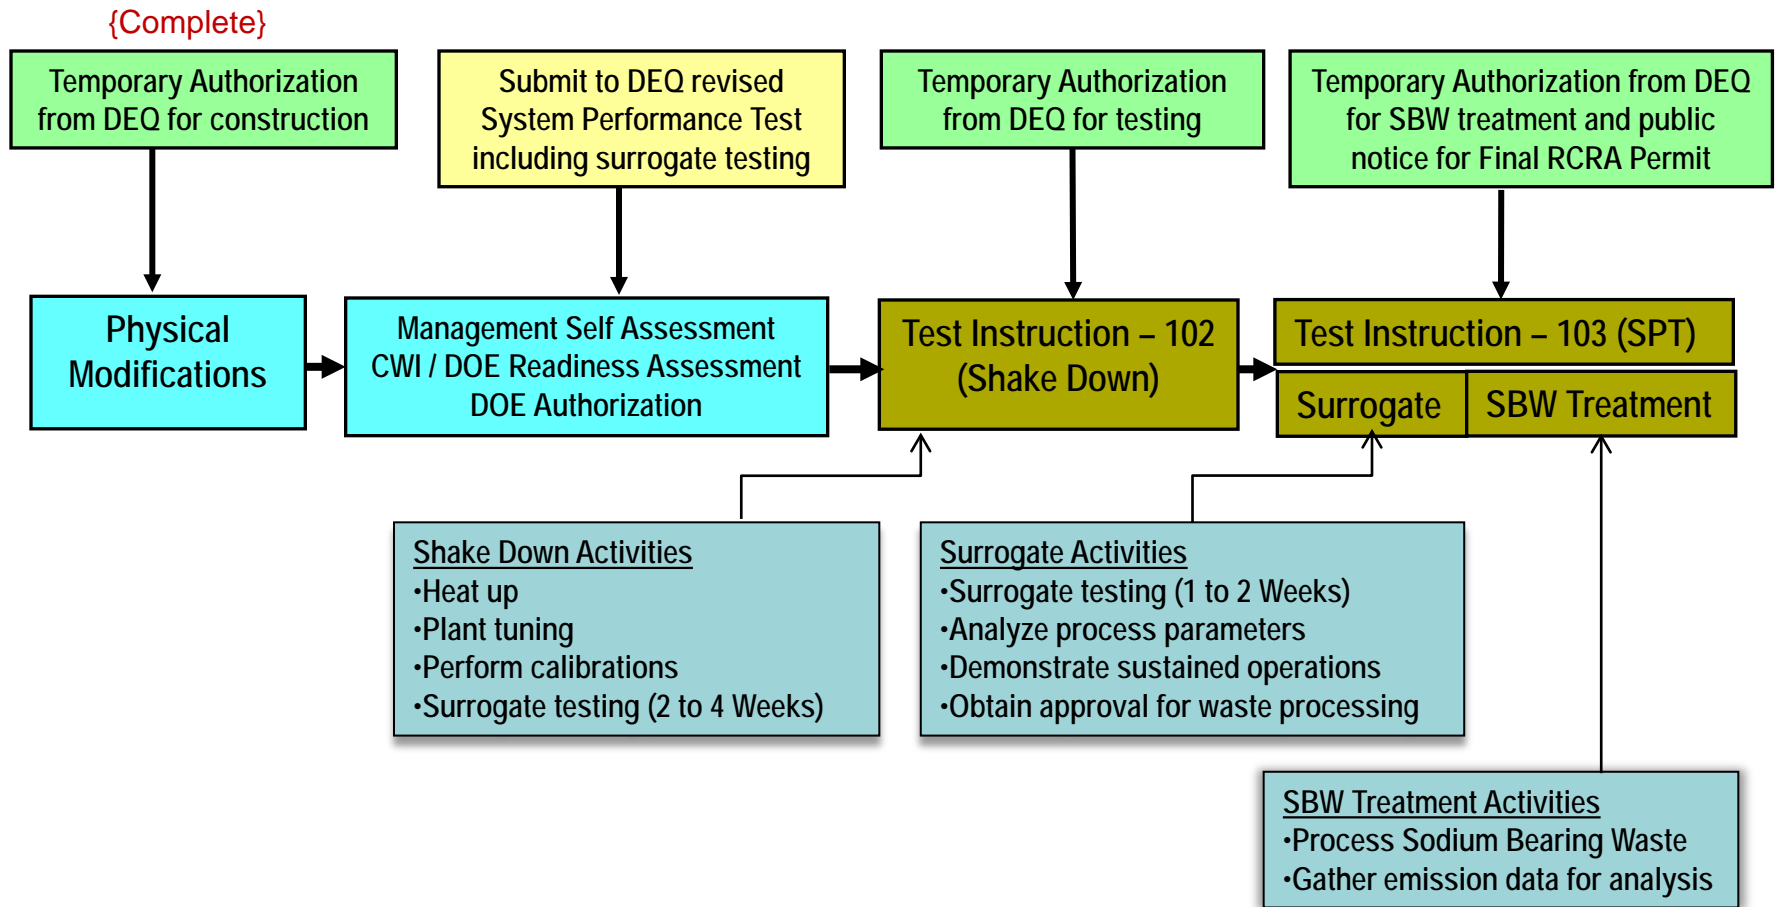 {Complete}
Temporary Authorization
from DEQ for construction
Submit to DEQ revised
System Performance Test
including surrogate testing
Temporary Authorization
from DEQ for testing
Temporary Authorization from DEQ
for SBW treatment and public
notice for Final RCRA Permit
Physical
Modifications
Management Self Assessment
CWI / DOE Readiness Assessment
DOE Authorization
Test Instruction – 102
(Shake Down)
Test Instruction – 103 (SPT)
Surrogate
SBW Treatment
Shake Down Activities
•Heat up
•Plant tuning
•Perform calibrations
•Surrogate testing (2 to 4 Weeks)
Surrogate Activities
•Surrogate testing (1 to 2 Weeks)
•Analyze process parameters
•Demonstrate sustained operations
•Obtain approval for waste processing
SBW Treatment Activities
•Process Sodium Bearing Waste
•Gather emission data for analysis